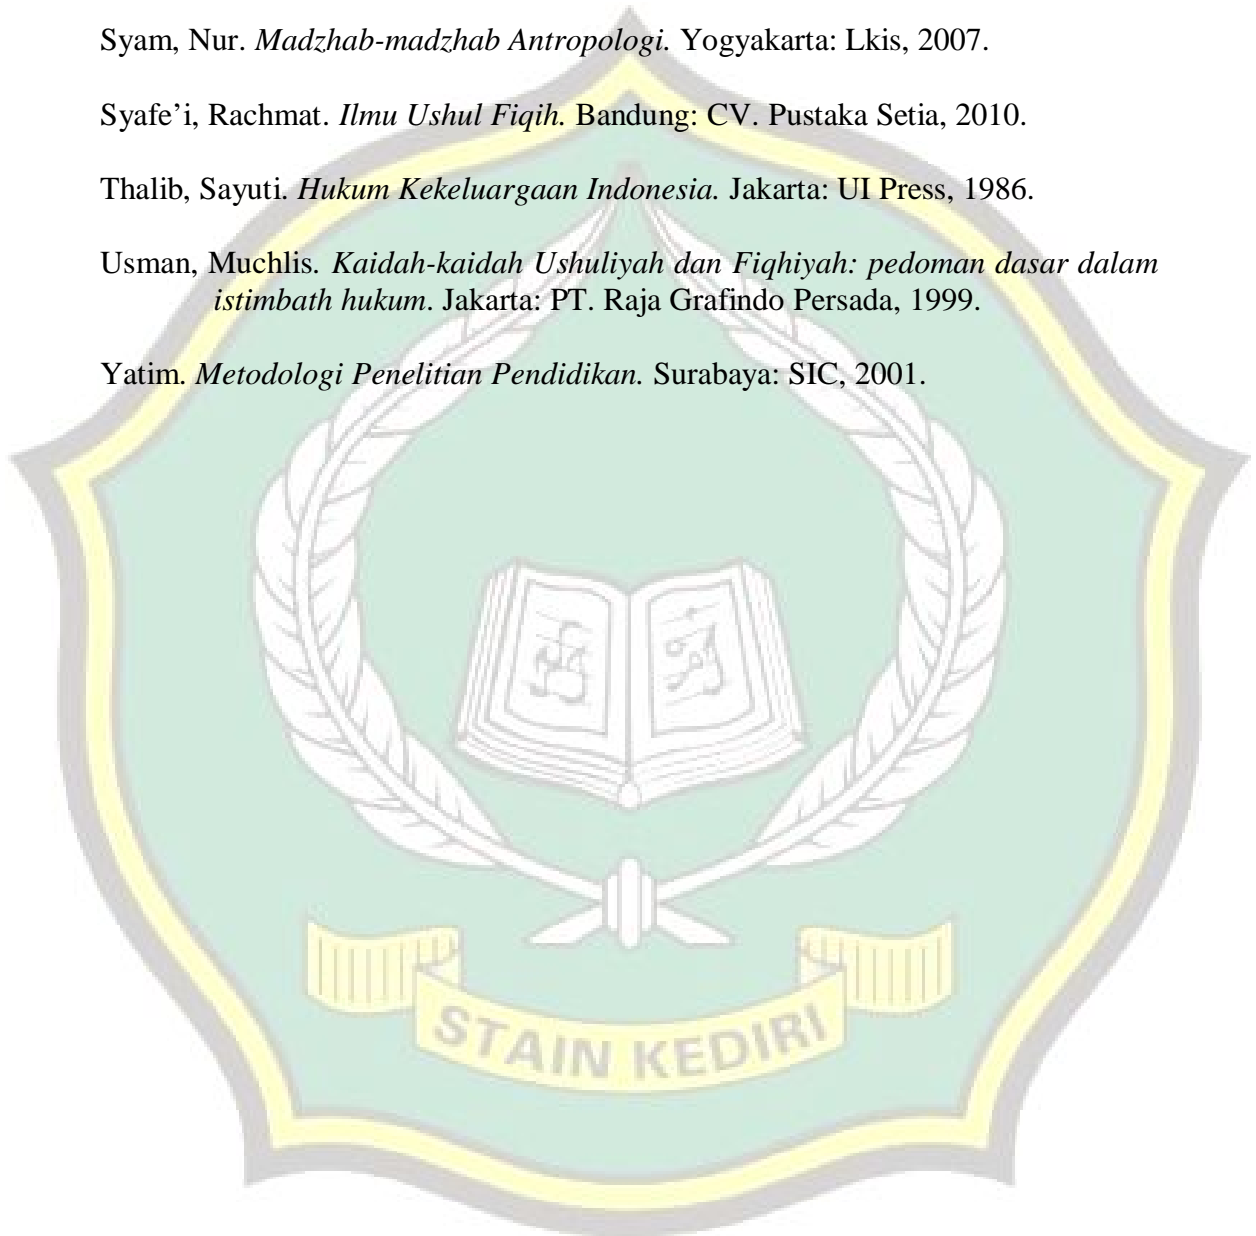 Syam, Nur. Madzhab-madzhab Antropologi. Yogyakarta: Lkis, 2007.
Syafe’i, Rachmat. Ilmu Ushul Fiqih. Bandung: CV. Pustaka Setia, 2010.
Thalib, Sayuti. Hukum Kekeluargaan Indonesia. Jakarta: UI Press, 1986.
Usman, Muchlis. Kaidah-kaidah Ushuliyah dan Fiqhiyah: pedoman dasar dalam
istimbath hukum. Jakarta: PT. Raja Grafindo Persada, 1999.
Yatim. Metodologi Penelitian Pendidikan. Surabaya: SIC, 2001.
STAIN KEDIRI